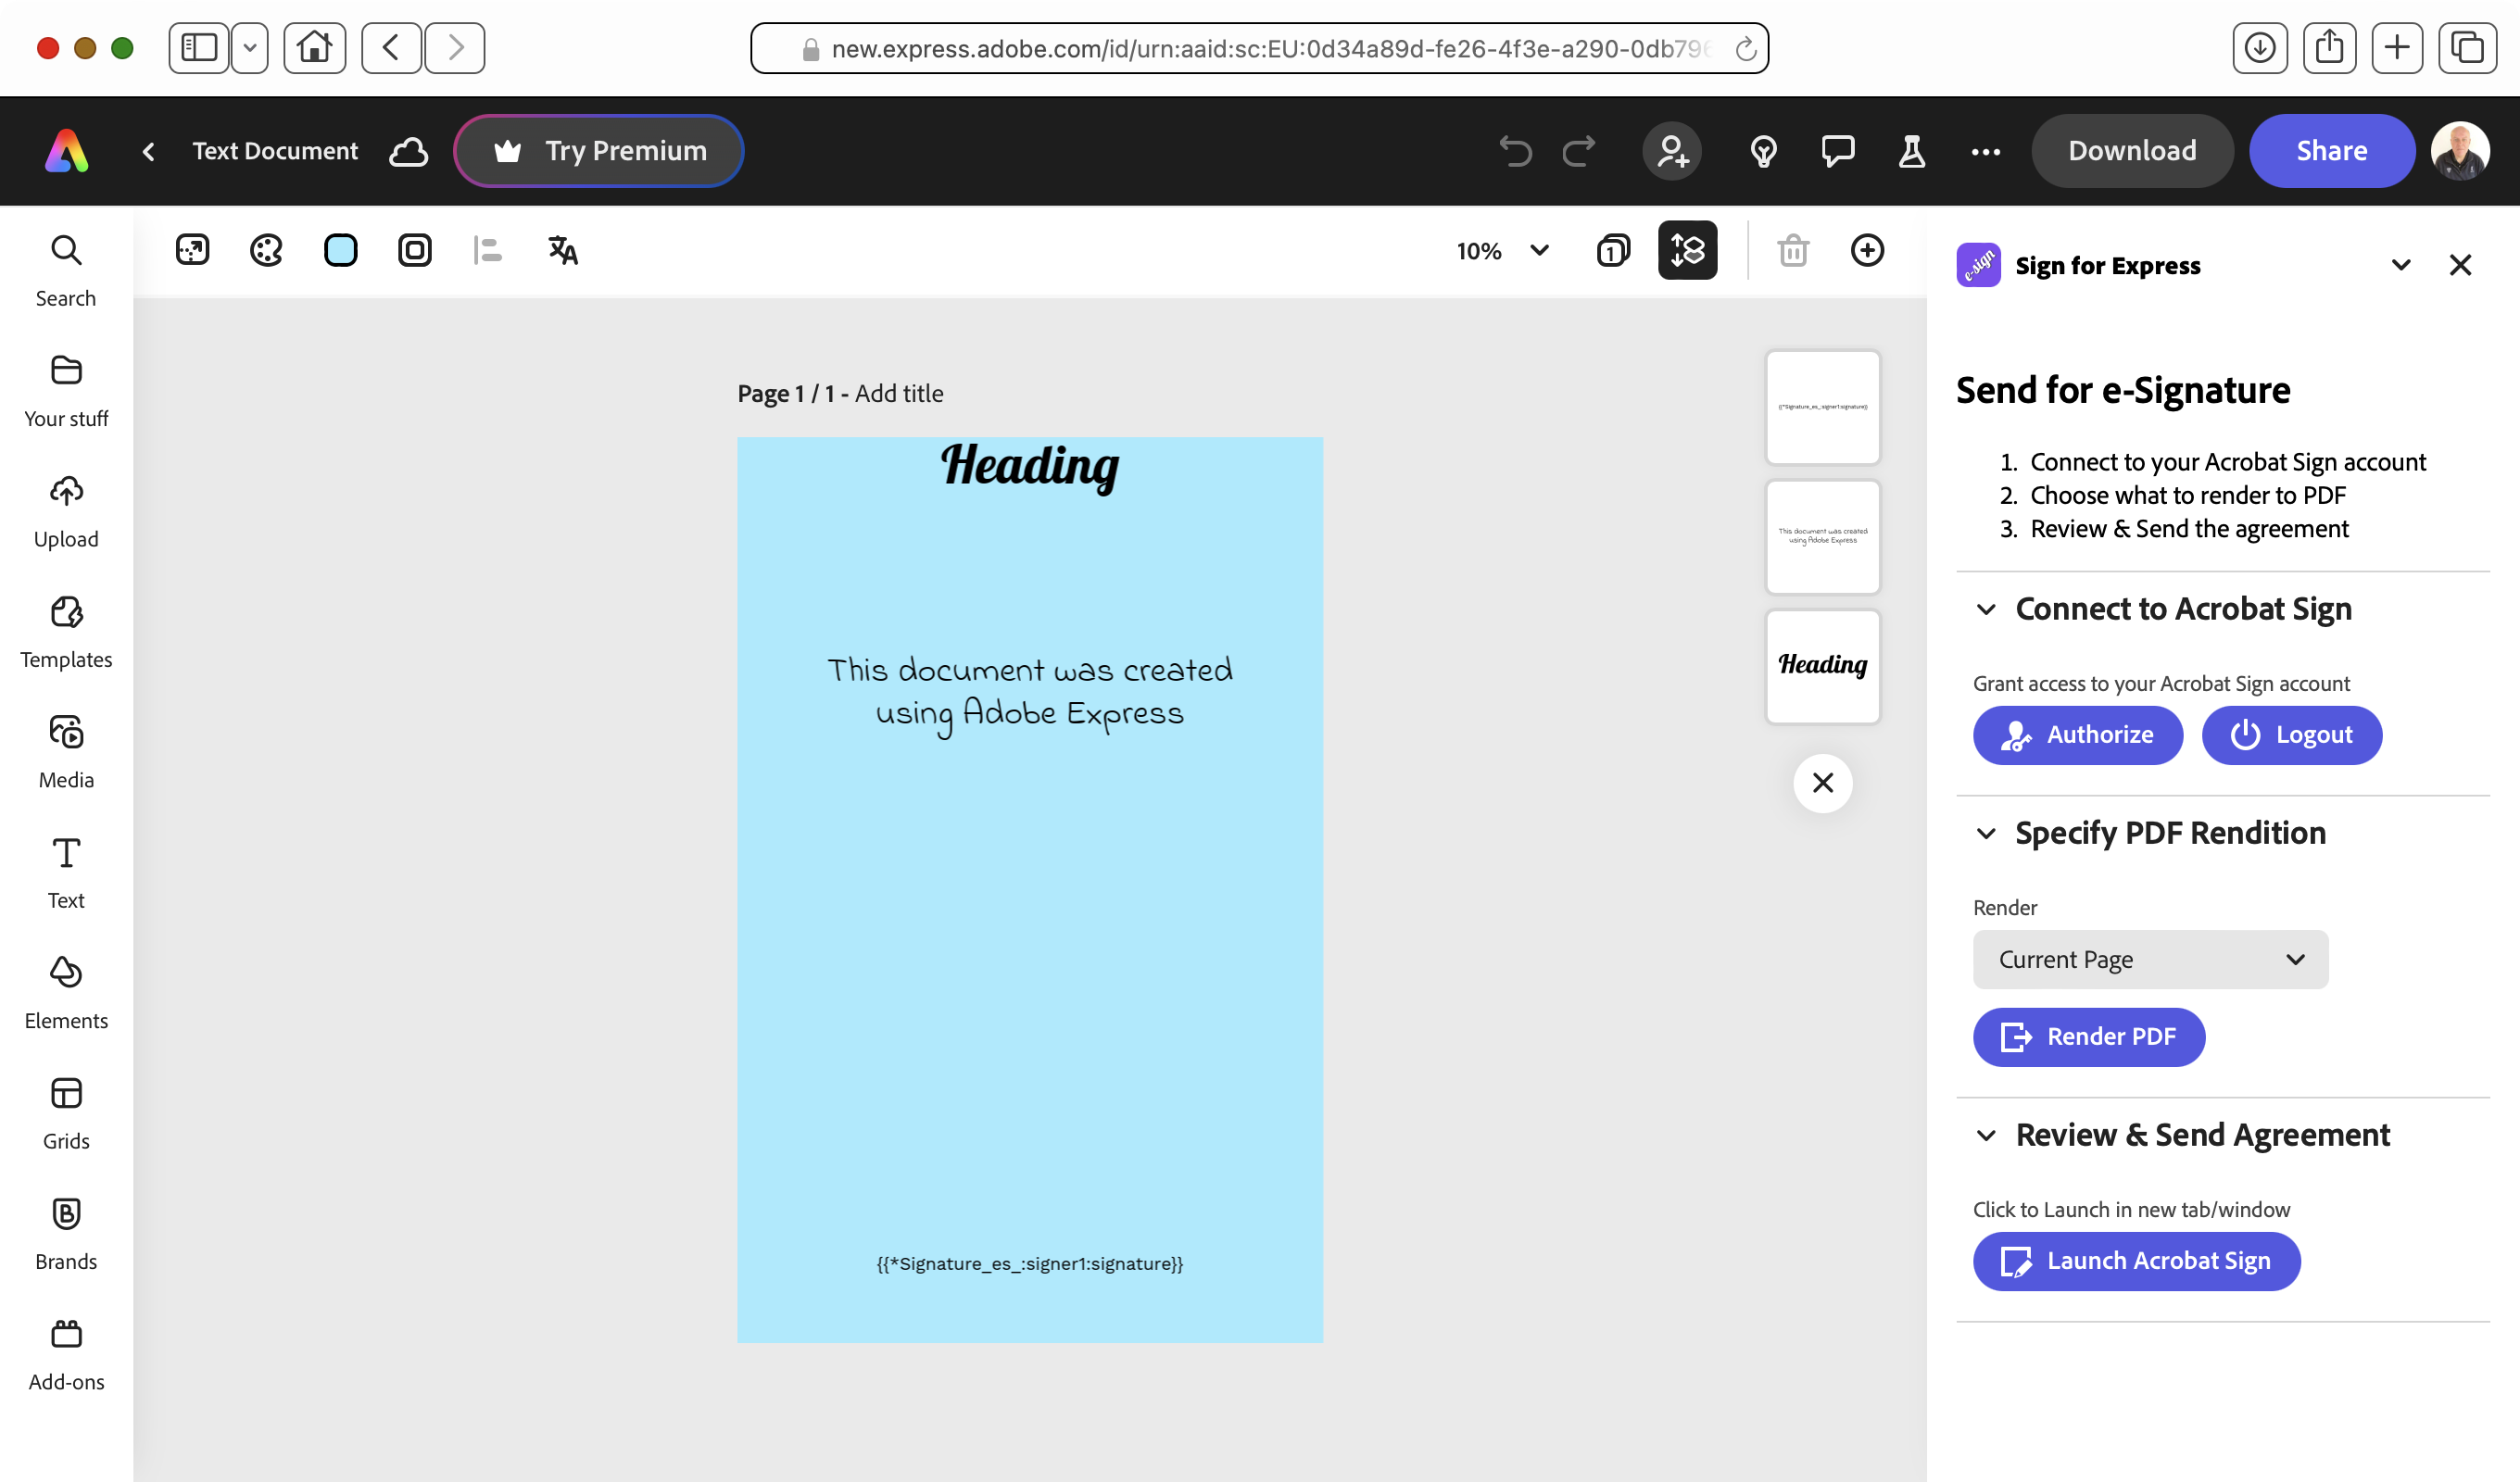 new.express.adobe.com/id/urn:aaid:sc:EU:0d34a89d-fe26-4f3e-a290-0db796
Text Document
Try Premium
Download
Share
Search
Your stuff
Upload
Templates
Media
Text
Elements
Grids
Brands
Add-ons
10%
1
Page 1 / 1 - Add title
Heading
This document was created
using Adobe Express
{{*Signature_es_:signer1:signature}}
{{*Signature_es_:signer1:signature}}
This document was created
using Adobe Express
Heading
e-sign
Sign for Express
Send for e-Signature
1. Connect to your Acrobat Sign account
2. Choose what to render to PDF
3. Review & Send the agreement
Connect to Acrobat Sign
Grant access to your Acrobat Sign account
Authorize
Logout
Specify PDF Rendition
Render
Current Page
Render PDF
Review & Send Agreement
Click to Launch in new tab/window
Launch Acrobat Sign